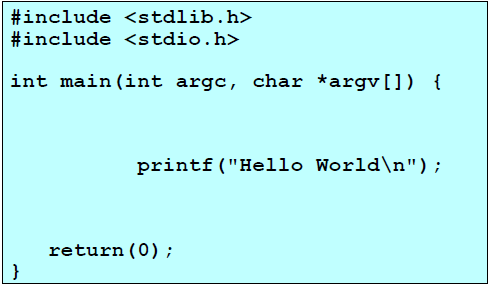 #include <stdlib.h>
#include <stdio.h>
int main(int argc, char *argv[]) {
printf("Hello World\n");
return(0);
}